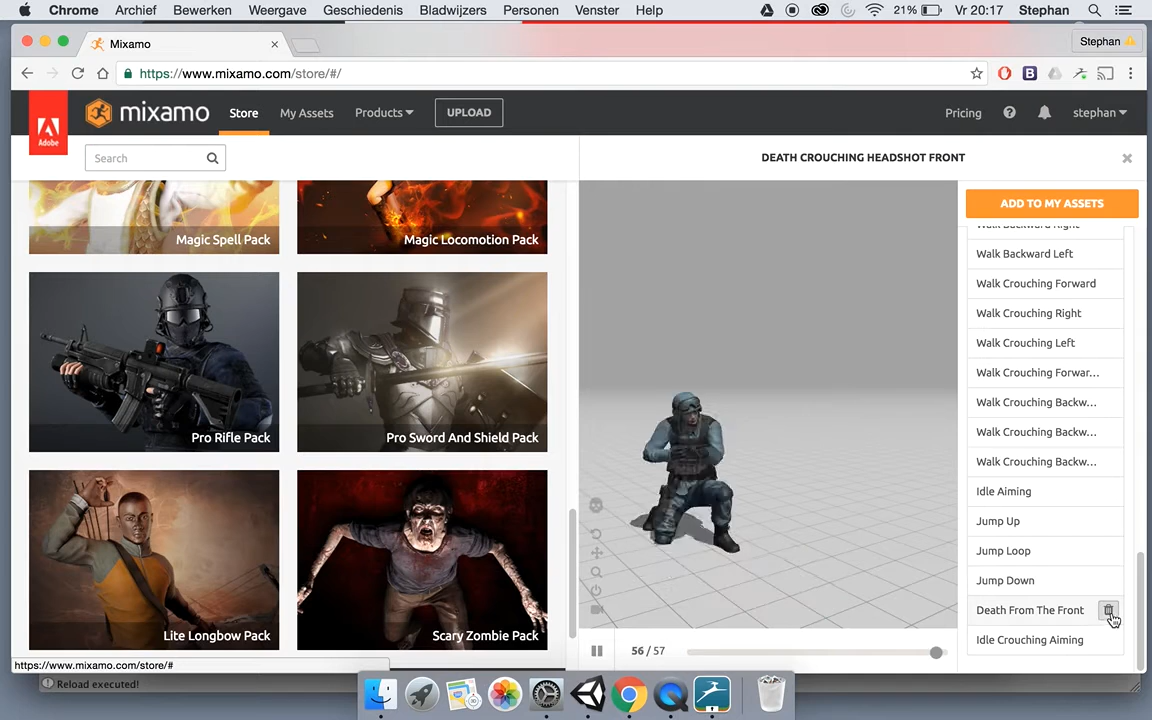 Chrome Archief Bewerken Weergave Geschiedenis Bladwijzers Personen Venster Help 21% Vr 20:17 Stephan
Mixamo
Stephan
https://www.mixamo.com/store/#/
Adobe
mixamo Store My Assets Products UPLOAD Pricing stephan
Search
DEATH CROUCHING HEADSHOT FRONT
ADD TO MY ASSETS
Magic Spell Pack
Magic Locomotion Pack
Pro Rifle Pack
Pro Sword And Shield Pack
Lite Longbow Pack
Scary Zombie Pack
56 / 57
Walk Backward Right
Walk Backward Left
Walk Crouching Forward
Walk Crouching Right
Walk Crouching Left
Walk Crouching Forwar...
Walk Crouching Backw...
Walk Crouching Backw...
Walk Crouching Backw...
Idle Aiming
Jump Up
Jump Loop
Jump Down
Death From The Front
Idle Crouching Aiming
https://www.mixamo.com/store/#
Reload executed!